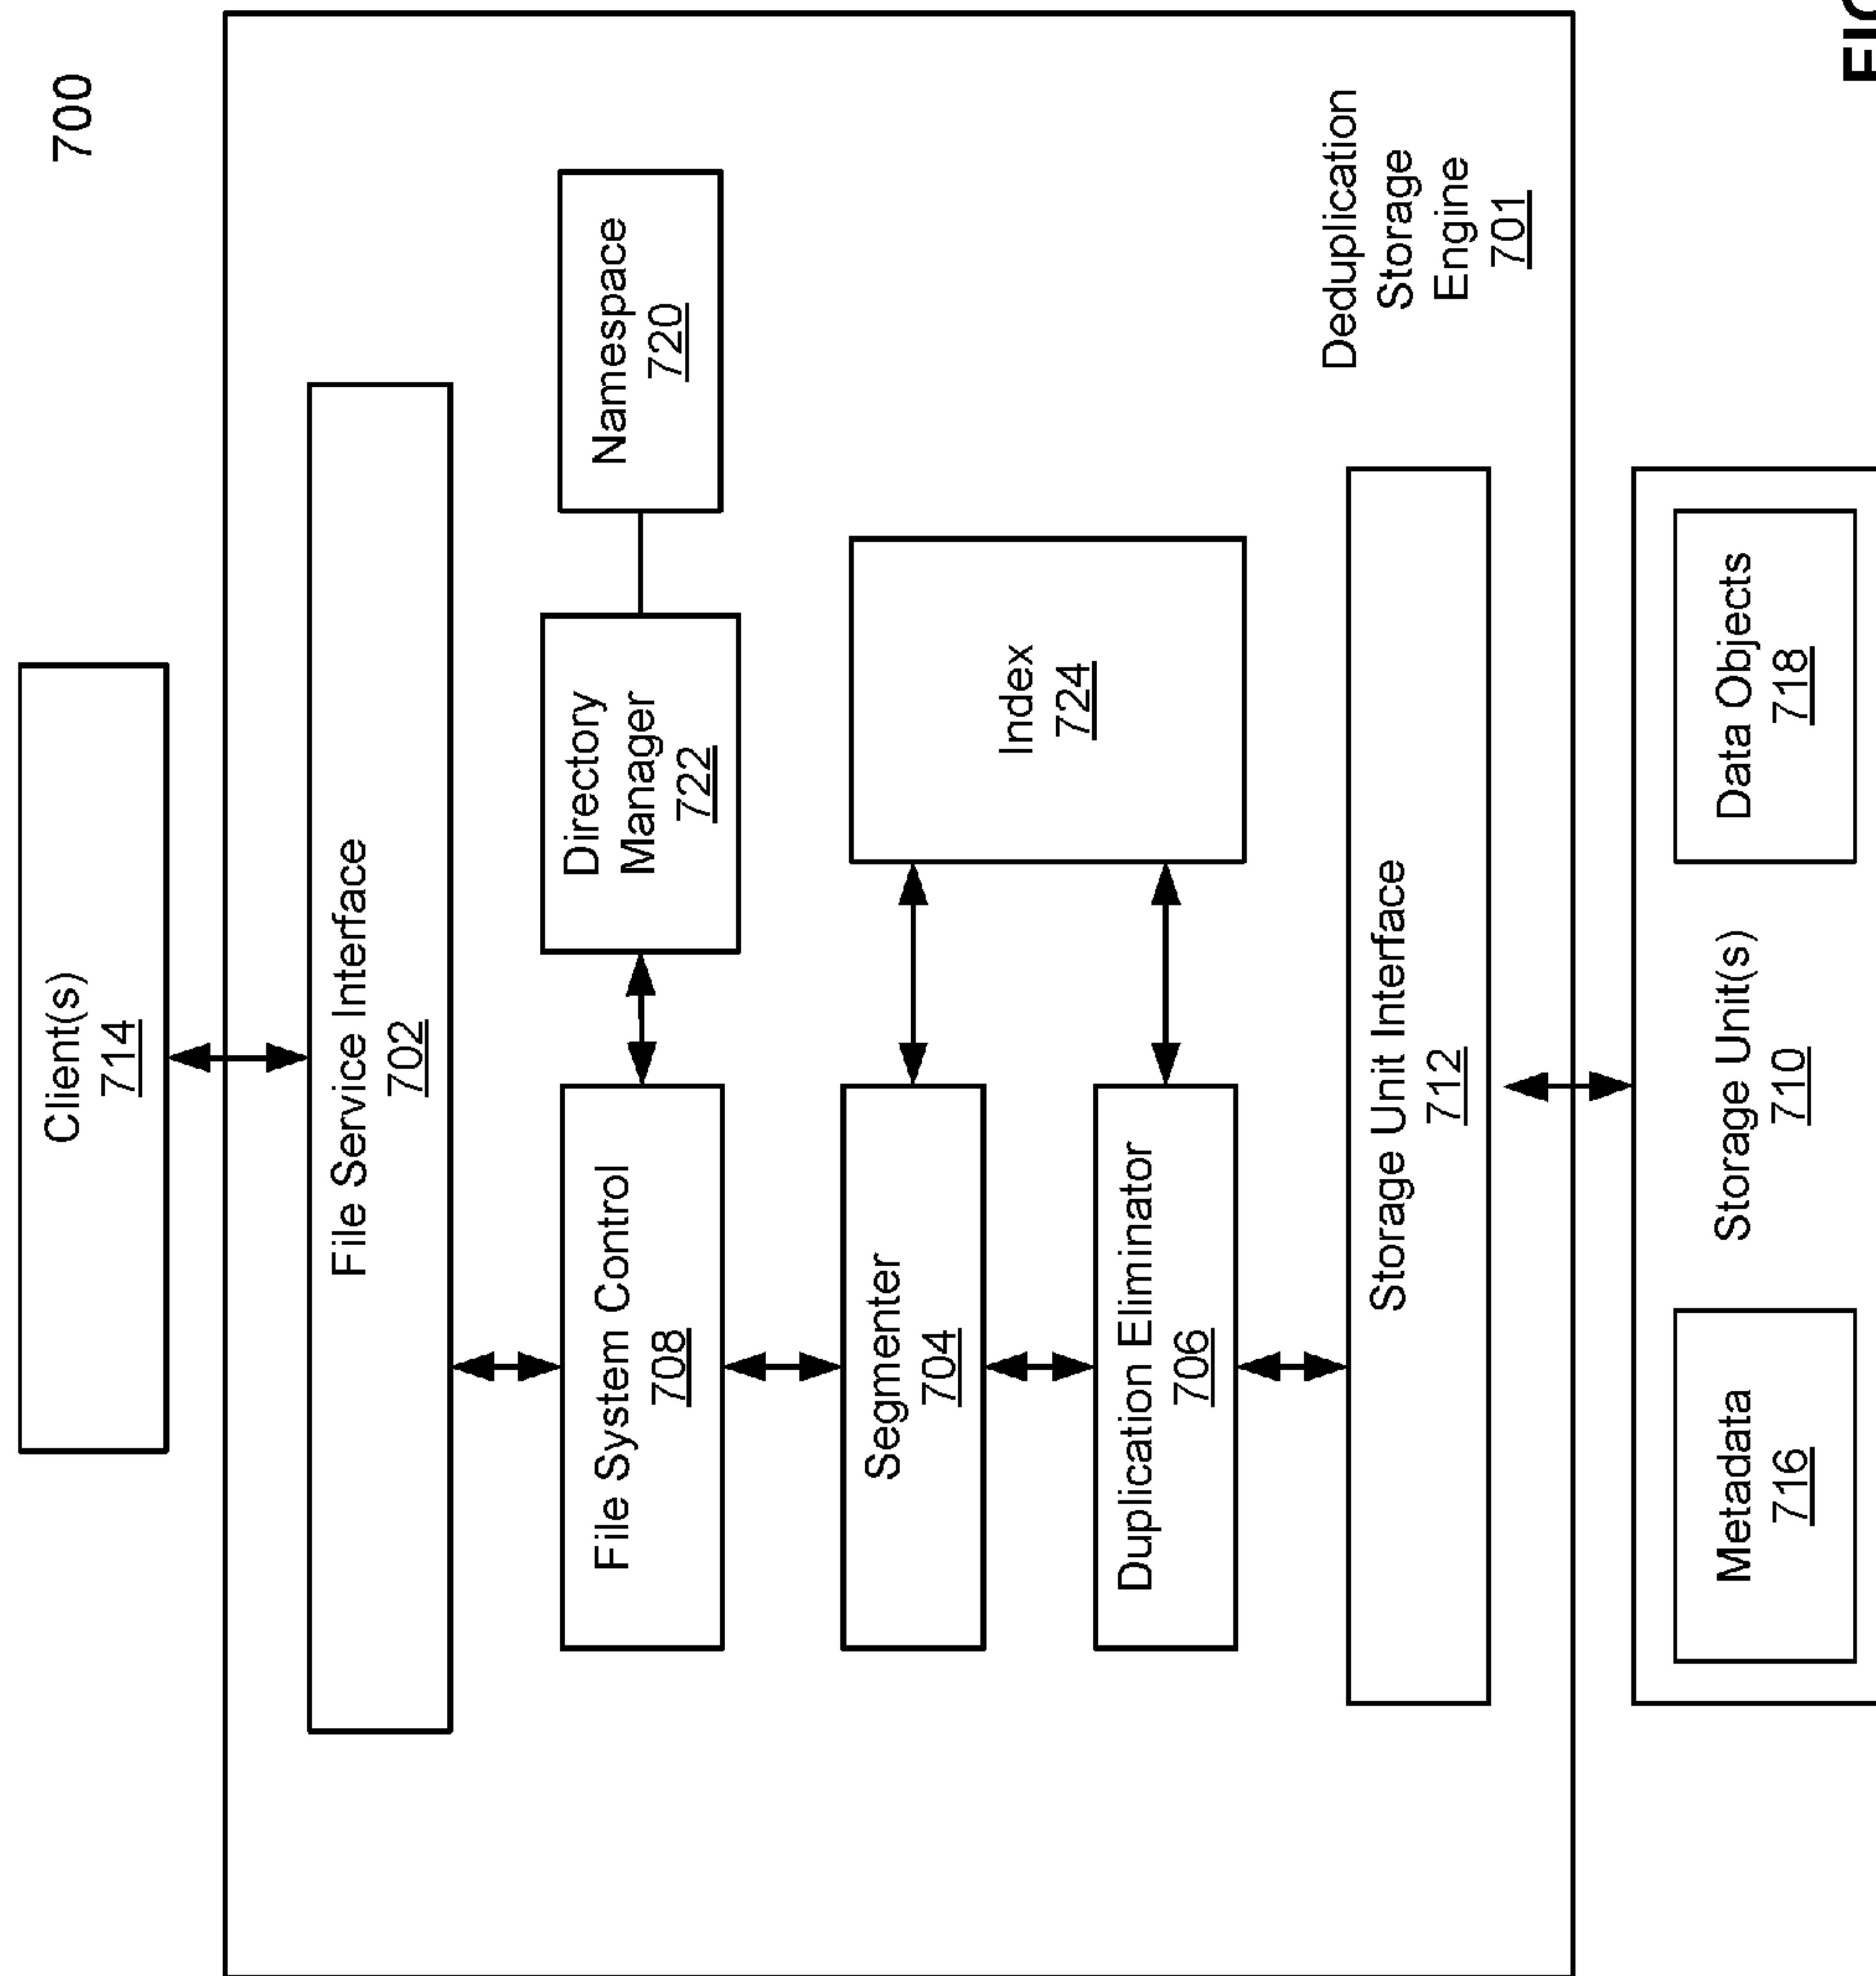 700
Client(s)
714
File Service Interface
702
File System Control
708
Directory
Manager
722
Namespace
720
Segmenter
704
Index
724
Duplication Eliminator
706
Storage Unit Interface
712
Deduplication
Storage
Engine
701
Metadata
716
Storage Unit(s)
710
Data Objects
718